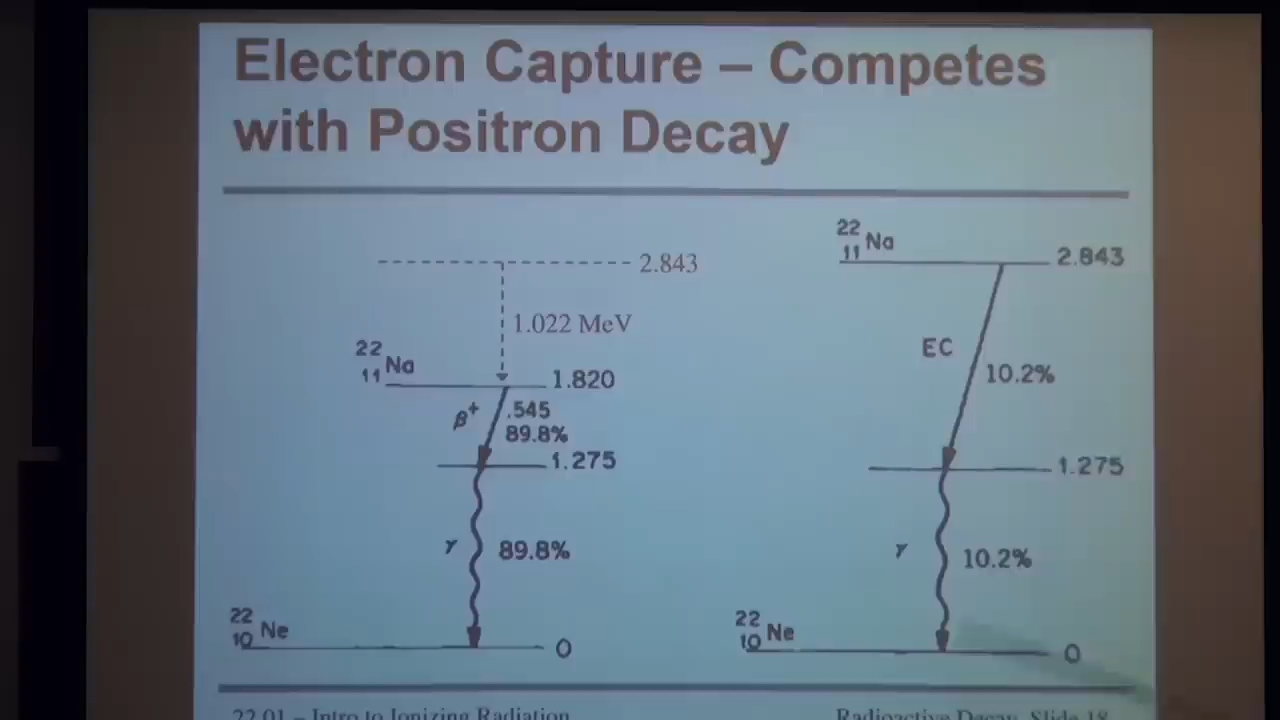 Electron Capture – Competes
with Positron Decay
2.843
1.022 MeV
22
11 Na
1.820
β+
.545
89.8%
1.275
γ
89.8%
22
10 Ne
0
22
11 Na
2.843
EC
10.2%
1.275
γ
10.2%
22
10 Ne
0
22.01 – Intro to Ionizing Radiation
Radioactive Decay, Slide 18